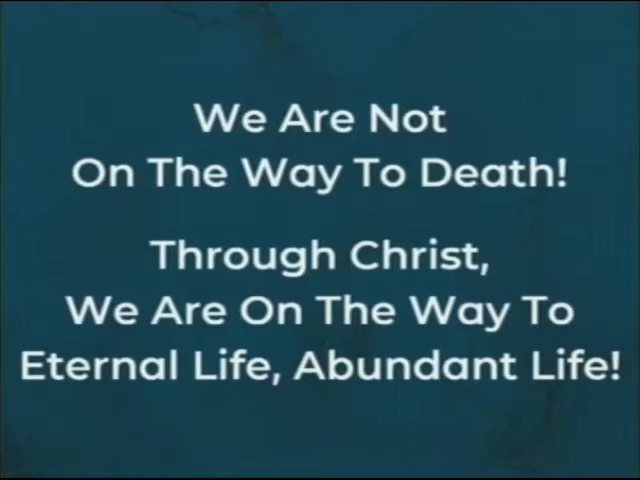 We Are Not
On The Way To Death!
Through Christ,
We Are On The Way To
Eternal Life, Abundant Life!